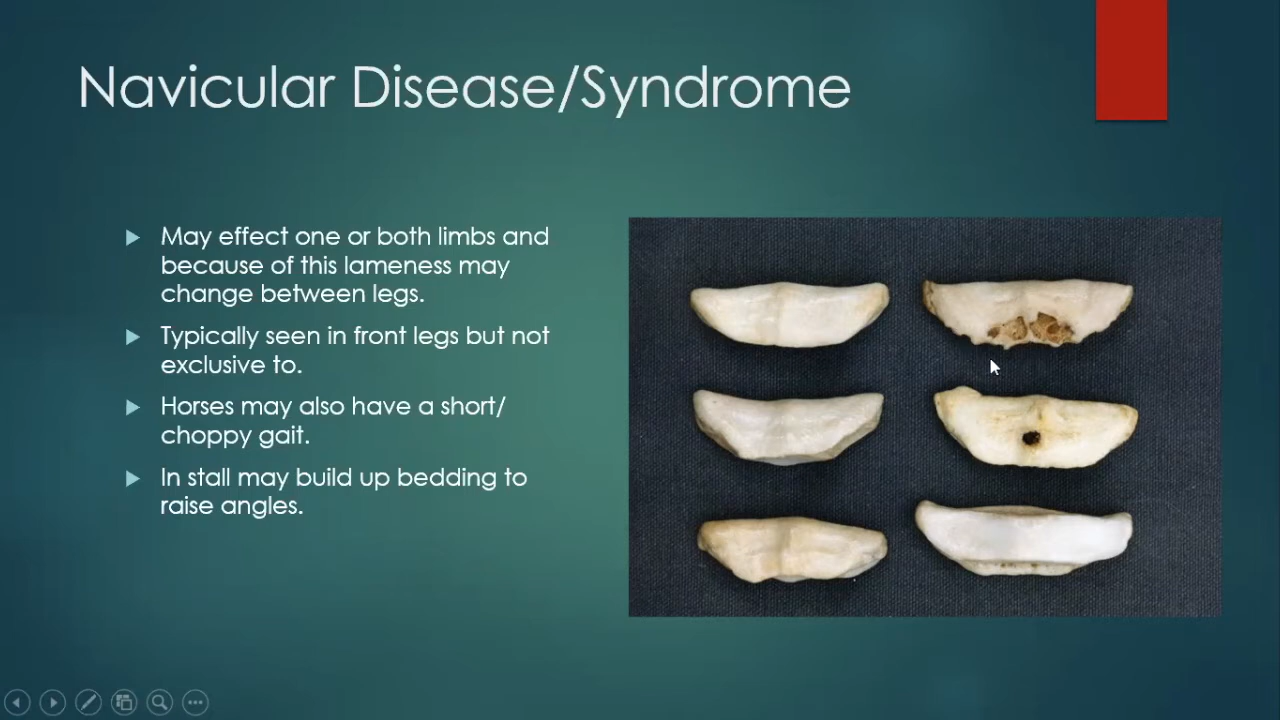 Navicular Disease/Syndrome
May effect one or both limbs and
because of this lameness may
change between legs.
Typically seen in front legs but not
exclusive to.
Horses may also have a short/
choppy gait.
In stall may build up bedding to
raise angles.